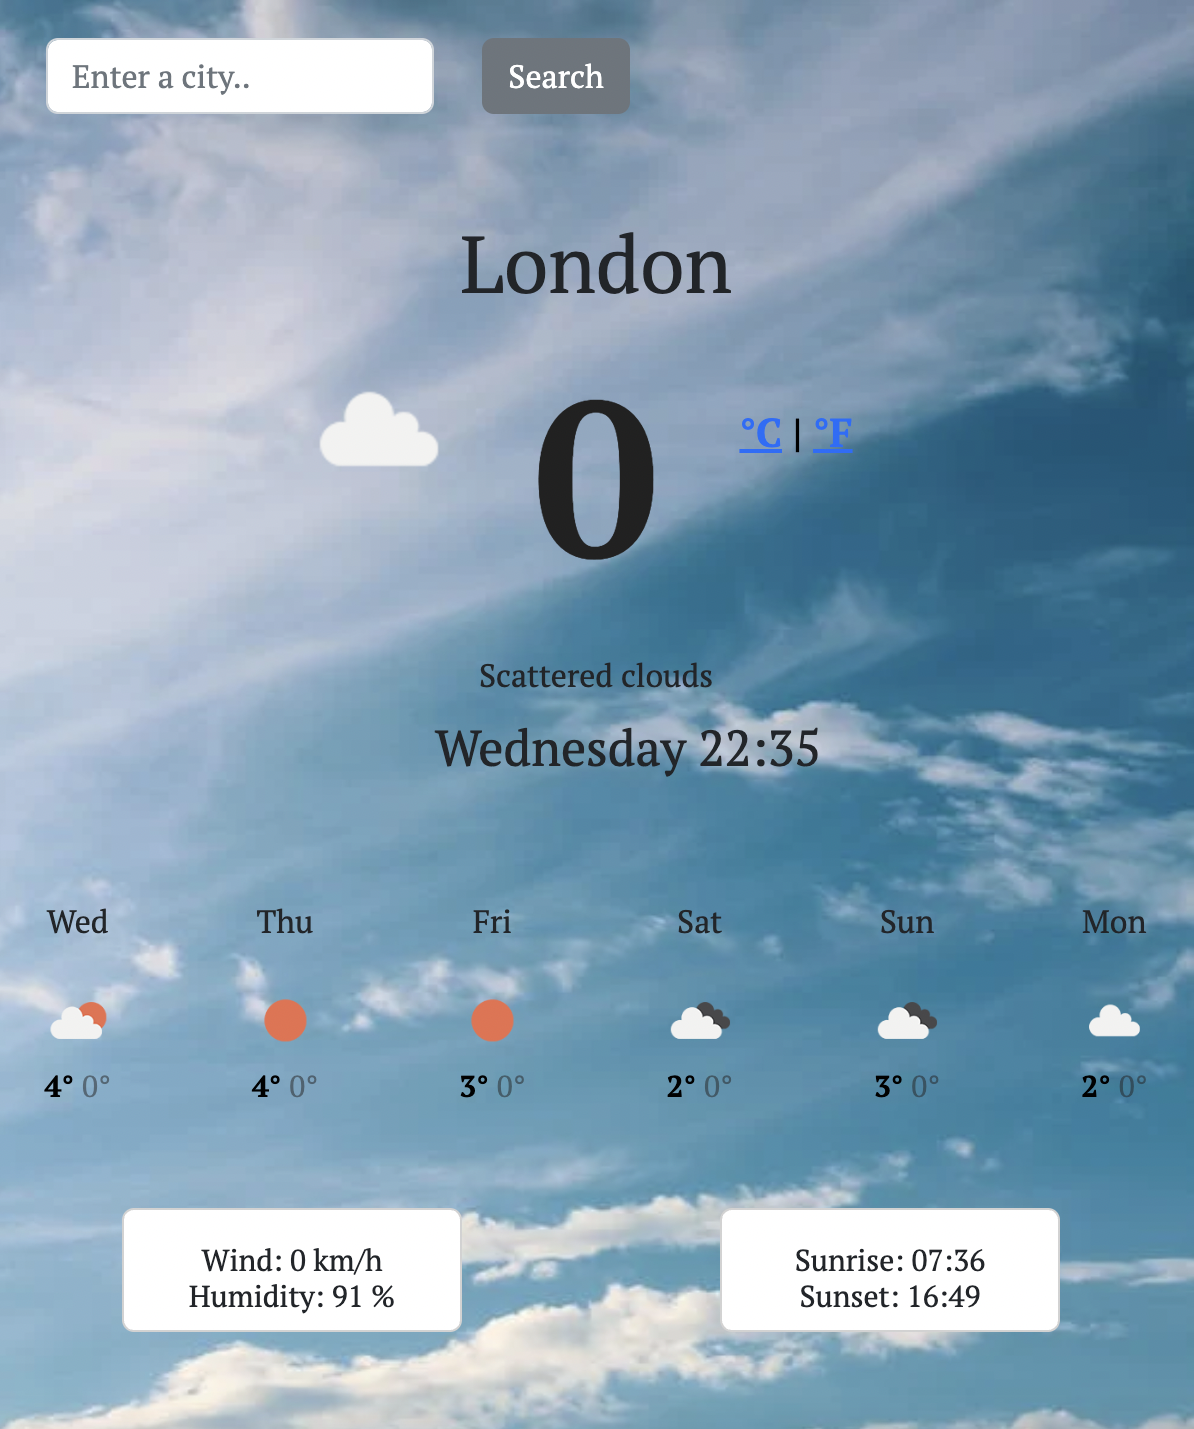 Enter a city..
Search
London
0
°C | °F
Scattered clouds
Wednesday 22:35
Wed Thu Fri Sat Sun Mon
4° 0° 4° 0° 3° 0° 2° 0° 3° 0° 2° 0°
Wind: 0 km/h
Humidity: 91 %
Sunrise: 07:36
Sunset: 16:49